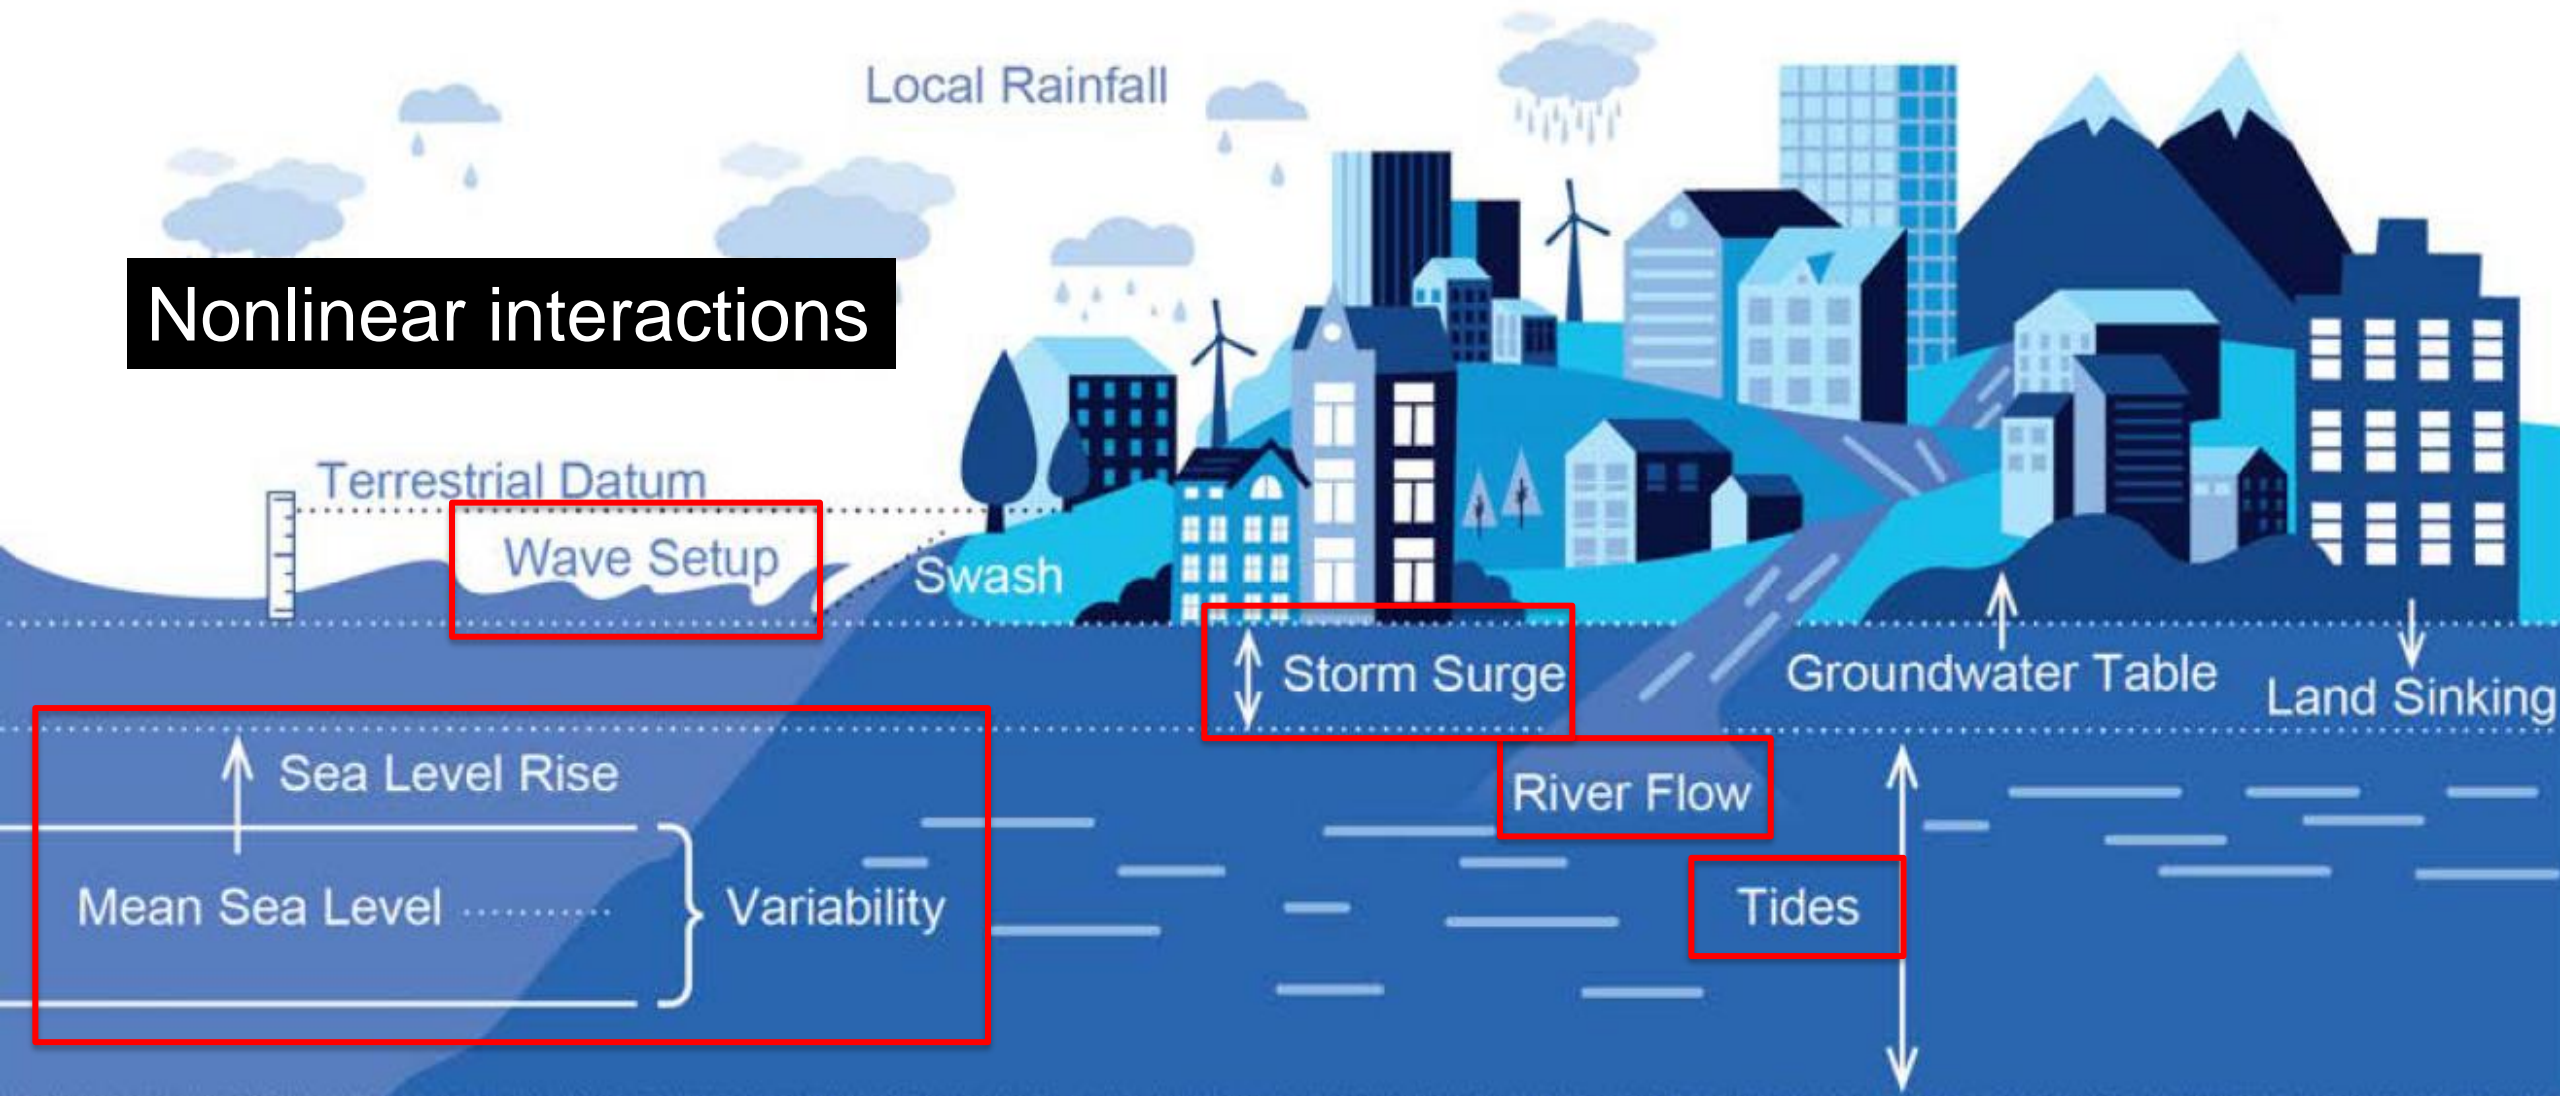 Local Rainfall
Nonlinear interactions
Terrestrial Datum
Wave Setup
Swash
Storm Surge
Groundwater Table
Land Sinking
Sea Level Rise
River Flow
Mean Sea Level
Variability
Tides